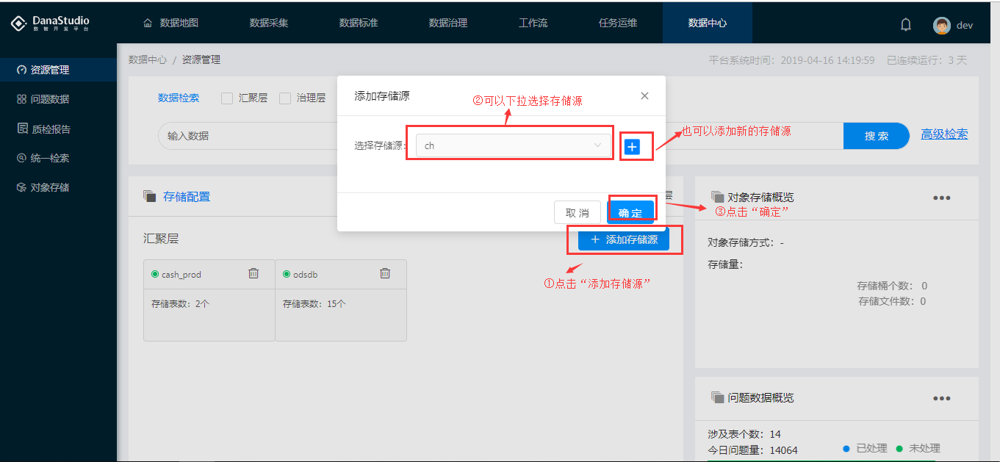 DanaStudio
数智开发平台
数据地图
数据采集
数据标准
数据治理
工作流
任务运维
数据中心
dev
资源管理
问题数据
质检报告
统一检索
对象存储
数据中心 / 资源管理
平台系统时间：2019-04-16 14:19:59 已连续运行：3 天
数据检索
汇聚层
治理层
输入数据
搜 索
高级检索
添加存储源
②可以下拉选择存储源
选择存储源:
ch
也可以添加新的存储源
取 消
确 定
③点击“确定”
存储配置
层
汇聚层
添加存储源
①点击“添加存储源”
cash_prod
存储表数：2个
odsdb
存储表数：15个
对象存储概览
对象存储方式：-
存储量：
存储桶个数： 0
存储文件数：0
问题数据概览
涉及表个数：14
今日问题量：14064
已处理
未处理